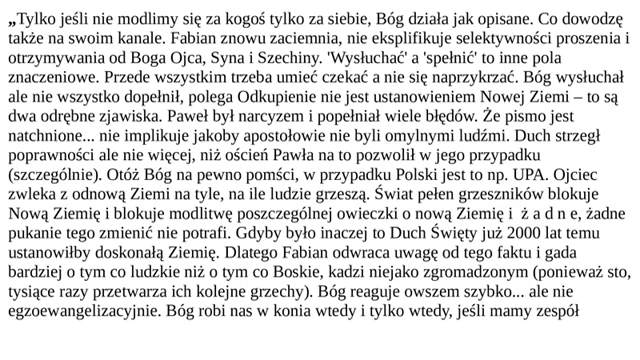 „Tylko jeśli nie modlimy się za kogoś tylko za siebie, Bóg działa jak opisane. Co dowodzę
także na swoim kanale. Fabian znowu zaciemnia, nie eksplifikuje selektywności proszenia i
otrzymywania od Boga Ojca, Syna i Szechiny. 'Wysłuchać' a 'spełnić' to inne pola
znaczeniowe. Przede wszystkim trzeba umieć czekać a nie się naprzykrzać. Bóg wysłuchał
ale nie wszystko dopełnił, polega Odkupienie nie jest ustanowieniem Nowej Ziemi – to są
dwa odrębne zjawiska. Paweł był narcyzem i popełniał wiele błędów. Że pismo jest
natchnione... nie implikuje jakoby apostołowie nie byli omylnymi ludźmi. Duch strzegł
poprawności ale nie więcej, niż oścień Pawła na to pozwolił w jego przypadku
(szczególnie). Otóż Bóg na pewno pomści, w przypadku Polski jest to np. UPA. Ojciec
zwleka z odnową Ziemi na tyle, na ile ludzie grzeszą. Świat pełen grzeszników blokuje
Nową Ziemię i blokuje modlitwę poszczególnej owieczki o nową Ziemię i ż a d n e, żadne
pukanie tego zmienić nie potrafi. Gdyby było inaczej to Duch Święty już 2000 lat temu
ustanowiłby doskonałą Ziemię. Dlatego Fabian odwraca uwagę od tego faktu i gada
bardziej o tym co ludzkie niż o tym co Boskie, kadzi niejako zgromadzonym (ponieważ sto,
tysiące razy przetwarza ich kolejne grzechy). Bóg reaguje owszem szybko... ale nie
egzoewangelizacyjnie. Bóg robi nas w konia wtedy i tylko wtedy, jeśli mamy zespół